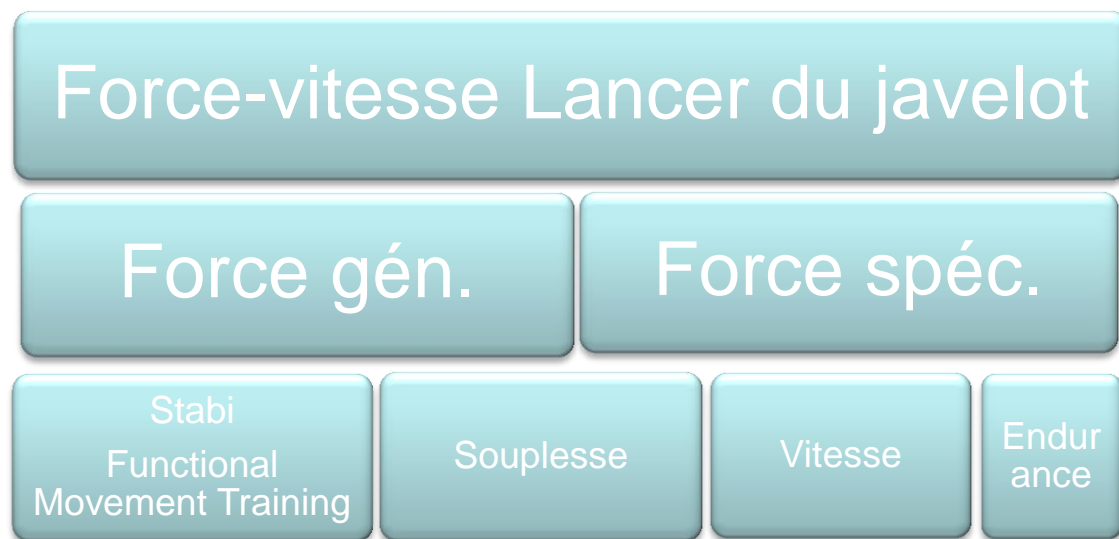 Force-vitesse Lancer du javelot
Force gén.
Force spéc.
Stabi
Functional
Movement Training
Souplesse
Vitesse
Endur
ance